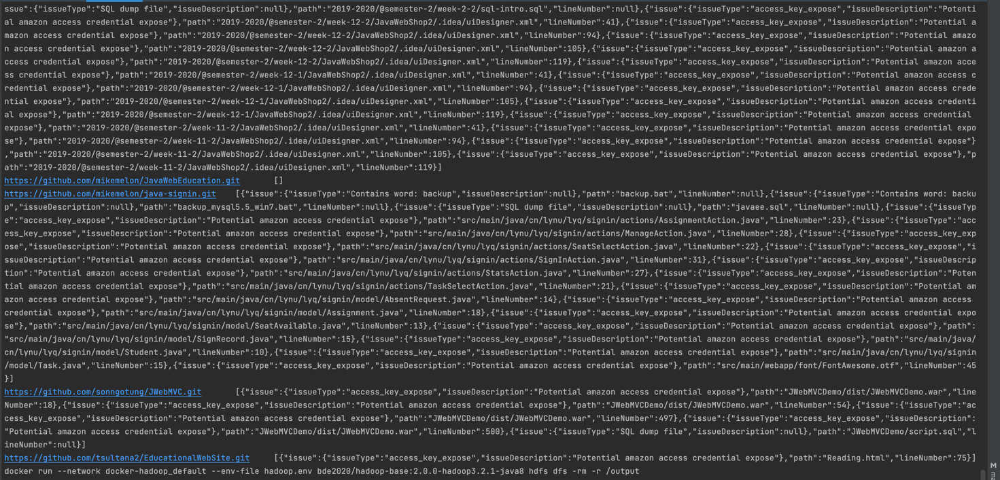 ssue":{"issueType":"SQL dump file","issueDescription":null},"path":"2019-2020/@semester-2/week-2-2/sql-intro.sql","lineNumber":null},{"issue":{"issueType":"access_key_expose","issueDescription":"Potenti
al amazon access credential expose"},"path":"2019-2020/@semester-2/week-12-2/JavaWebShop2/.idea/uiDesigner.xml","lineNumber":41},{"issue":{"issueType":"access_key_expose","issueDescription":"Potential a
mazon access credential expose"},"path":"2019-2020/@semester-2/week-12-2/JavaWebShop2/.idea/uiDesigner.xml","lineNumber":94},{"issue":{"issueType":"access_key_expose","issueDescription":"Potential amazo
n access credential expose"},"path":"2019-2020/@semester-2/week-12-2/JavaWebShop2/.idea/uiDesigner.xml","lineNumber":105},{"issue":{"issueType":"access_key_expose","issueDescription":"Potential amazon a
ccess credential expose"},"path":"2019-2020/@semester-2/week-12-2/JavaWebShop2/.idea/uiDesigner.xml","lineNumber":119},{"issue":{"issueType":"access_key_expose","issueDescription":"Potential amazon acce
ss credential expose"},"path":"2019-2020/@semester-2/week-12-1/JavaWebShop2/.idea/uiDesigner.xml","lineNumber":41},{"issue":{"issueType":"access_key_expose","issueDescription":"Potential amazon access c
redential expose"},"path":"2019-2020/@semester-2/week-12-1/JavaWebShop2/.idea/uiDesigner.xml","lineNumber":94},{"issue":{"issueType":"access_key_expose","issueDescription":"Potential amazon access crede
ntial expose"},"path":"2019-2020/@semester-2/week-12-1/JavaWebShop2/.idea/uiDesigner.xml","lineNumber":105},{"issue":{"issueType":"access_key_expose","issueDescription":"Potential amazon access credenti
al expose"},"path":"2019-2020/@semester-2/week-12-1/JavaWebShop2/.idea/uiDesigner.xml","lineNumber":119},{"issue":{"issueType":"access_key_expose","issueDescription":"Potential amazon access credential
expose"},"path":"2019-2020/@semester-2/week-11-2/JavaWebShop2/.idea/uiDesigner.xml","lineNumber":41},{"issue":{"issueType":"access_key_expose","issueDescription":"Potential amazon access credential expo
se"},"path":"2019-2020/@semester-2/week-11-2/JavaWebShop2/.idea/uiDesigner.xml","lineNumber":94},{"issue":{"issueType":"access_key_expose","issueDescription":"Potential amazon access credential expose"}
,"path":"2019-2020/@semester-2/week-11-2/JavaWebShop2/.idea/uiDesigner.xml","lineNumber":105},{"issue":{"issueType":"access_key_expose","issueDescription":"Potential amazon access credential expose"},"p
ath":"2019-2020/@semester-2/week-11-2/JavaWebShop2/.idea/uiDesigner.xml","lineNumber":119}]
https://github.com/mikemelon/JavaWebEducation.git []
https://github.com/mikemelon/java-signin.git [{"issue":{"issueType":"Contains word: backup","issueDescription":null},"path":"backup.bat","lineNumber":null},{"issue":{"issueType":"Contains word: backu
p","issueDescription":null},"path":"backup_mysql5.5_win7.bat","lineNumber":null},{"issue":{"issueType":"SQL dump file","issueDescription":null},"path":"javaee.sql","lineNumber":null},{"issue":{"issueTyp
e":"access_key_expose","issueDescription":"Potential amazon access credential expose"},"path":"src/main/java/cn/lynu/lyq/signin/actions/AssignmentAction.java","lineNumber":23},{"issue":{"issueType":"acc
ess_key_expose","issueDescription":"Potential amazon access credential expose"},"path":"src/main/java/cn/lynu/lyq/signin/actions/ManageAction.java","lineNumber":28},{"issue":{"issueType":"access_key_exp
ose","issueDescription":"Potential amazon access credential expose"},"path":"src/main/java/cn/lynu/lyq/signin/actions/SeatSelectAction.java","lineNumber":22},{"issue":{"issueType":"access_key_expose","i
ssueDescription":"Potential amazon access credential expose"},"path":"src/main/java/cn/lynu/lyq/signin/actions/SignInAction.java","lineNumber":31},{"issue":{"issueType":"access_key_expose","issueDescrip
tion":"Potential amazon access credential expose"},"path":"src/main/java/cn/lynu/lyq/signin/actions/StatsAction.java","lineNumber":27},{"issue":{"issueType":"access_key_expose","issueDescription":"Poten
tial amazon access credential expose"},"path":"src/main/java/cn/lynu/lyq/signin/actions/TaskSelectAction.java","lineNumber":21},{"issue":{"issueType":"access_key_expose","issueDescription":"Potential am
azon access credential expose"},"path":"src/main/java/cn/lynu/lyq/signin/model/AbsentRequest.java","lineNumber":14},{"issue":{"issueType":"access_key_expose","issueDescription":"Potential amazon access
credential expose"},"path":"src/main/java/cn/lynu/lyq/signin/model/Assignment.java","lineNumber":18},{"issue":{"issueType":"access_key_expose","issueDescription":"Potential amazon access credential expo
se"},"path":"src/main/java/cn/lynu/lyq/signin/model/SeatAvailable.java","lineNumber":13},{"issue":{"issueType":"access_key_expose","issueDescription":"Potential amazon access credential expose"},"path":
"src/main/java/cn/lynu/lyq/signin/model/SignRecord.java","lineNumber":15},{"issue":{"issueType":"access_key_expose","issueDescription":"Potential amazon access credential expose"},"path":"src/main/java/
cn/lynu/lyq/signin/model/Student.java","lineNumber":10},{"issue":{"issueType":"access_key_expose","issueDescription":"Potential amazon access credential expose"},"path":"src/main/java/cn/lynu/lyq/signin
/model/Task.java","lineNumber":15},{"issue":{"issueType":"access_key_expose","issueDescription":"Potential amazon access credential expose"},"path":"src/main/webapp/font/FontAwesome.otf","lineNumber":45
}]
https://github.com/sonngotung/JWebMVC.git [{"issue":{"issueType":"access_key_expose","issueDescription":"Potential amazon access credential expose"},"path":"JWebMVCDemo/dist/JWebMVCDemo.war","line
Number":18},{"issue":{"issueType":"access_key_expose","issueDescription":"Potential amazon access credential expose"},"path":"JWebMVCDemo/dist/JWebMVCDemo.war","lineNumber":54},{"issue":{"issueType":"ac
cess_key_expose","issueDescription":"Potential amazon access credential expose"},"path":"JWebMVCDemo/dist/JWebMVCDemo.war","lineNumber":497},{"issue":{"issueType":"access_key_expose","issueDescription":
"Potential amazon access credential expose"},"path":"JWebMVCDemo/dist/JWebMVCDemo.war","lineNumber":500},{"issue":{"issueType":"SQL dump file","issueDescription":null},"path":"JWebMVCDemo/script.sql","l
ineNumber":null}]
https://github.com/tsultana2/EducationalWebSite.git [{"issue":{"issueType":"access_key_expose","issueDescription":"Potential amazon access credential expose"},"path":"Reading.html","lineNumber":75}]
docker run --network docker-hadoop_default --env-file hadoop.env bde2020/hadoop-base:2.0.0-hadoop3.2.1-java8 hdfs dfs -rm -r /output
M